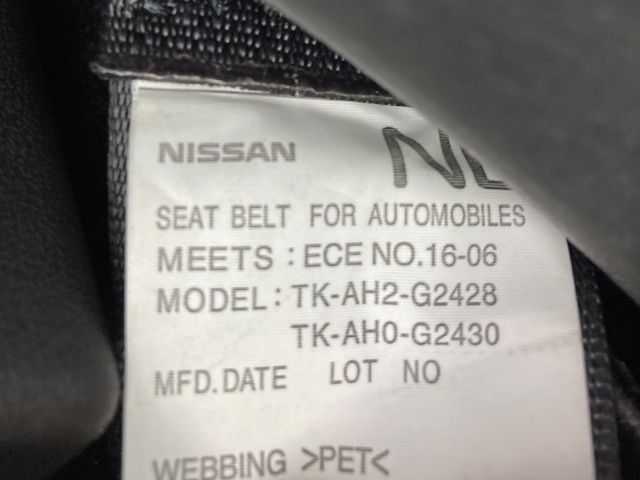 NISSAN NL
SEAT BELT FOR AUTOMOBILES
MEETS : ECE NO.16-06
MODEL : TK-AH2-G2428
TK-AH0-G2430
MFD.DATE LOT NO
WEBBING >PET<